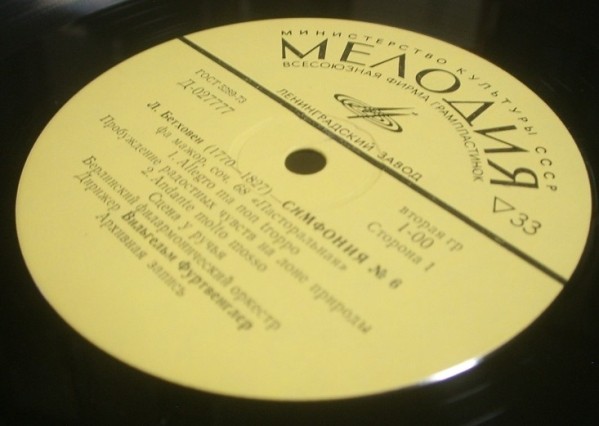 МИНИСТЕРСТВО КУЛЬТУРЫ СССР
МЕЛОДИЯ
ВСЕСОЮЗНАЯ ФИРМА ГРАМПЛАСТИНОК
ЛЕНИНГРАДСКИЙ ЗАВОД
33
ГОСТ 5289-73
Д-027777
вторая гр
1-00
Сторона 1
Л. Бетховен (1770—1827)—СИМФОНИЯ № 6
фа мажор, соч. 68 «Пасторальная»
1. Allegro ma non troppo
Пробуждение радостных чувств на лоне природы
2. Andante molto mosso
Сцена у ручья
Берлинский филармонический оркестр
Дирижер Вильгельм Фуртвенглер
Архивная запись